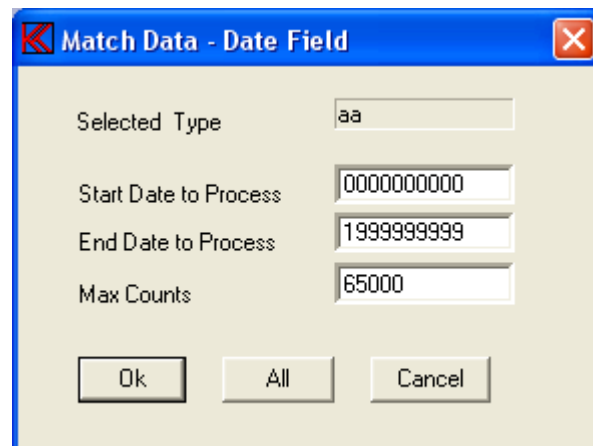 Match Data - Date Field
Selected Type aa
Start Date to Process 0000000000
End Date to Process 1999999999
Max Counts 65000
Ok All Cancel